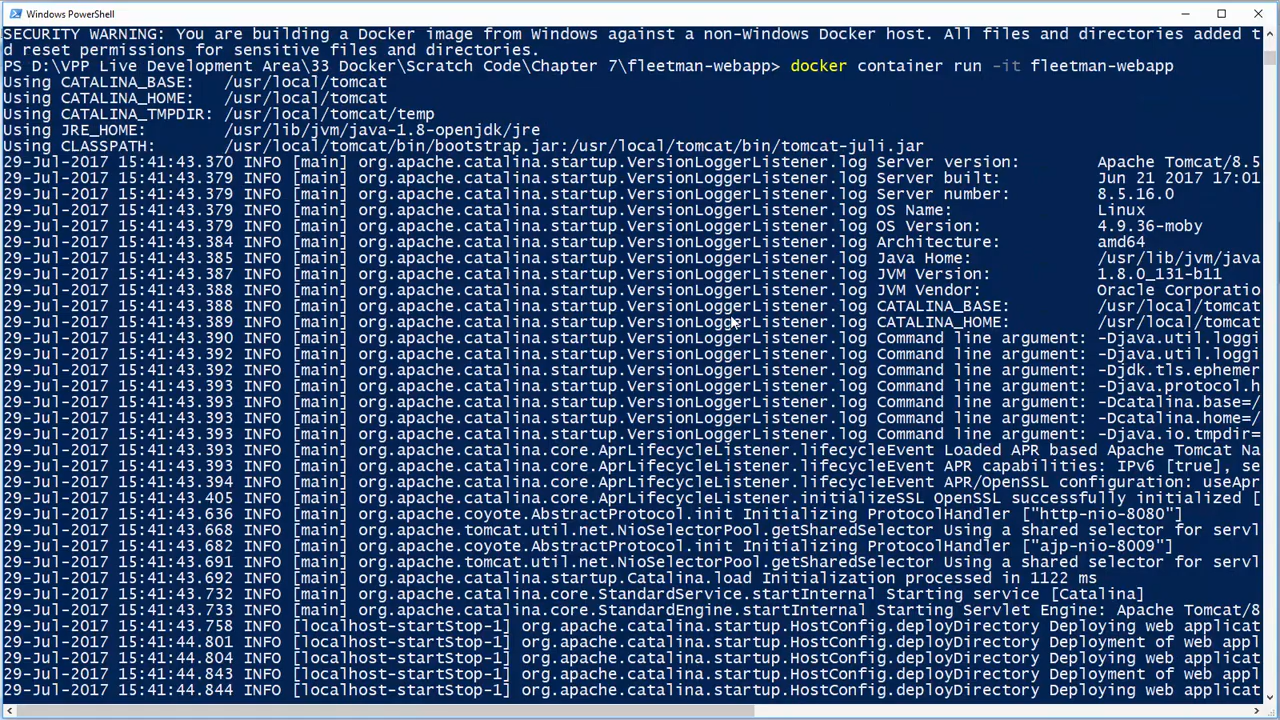 Windows PowerShell
SECURITY WARNING: You are building a Docker image from Windows against a non-Windows Docker host. All files and directories added t
d reset permissions for sensitive files and directories.
PS D:\VPP Live Development Area\33 Docker\Scratch Code\Chapter 7\fleetman-webapp> docker container run -it fleetman-webapp
Using CATALINA_BASE:   /usr/local/tomcat
Using CATALINA_HOME:   /usr/local/tomcat
Using CATALINA_TMPDIR: /usr/local/tomcat/temp
Using JRE_HOME:        /usr/lib/jvm/java-1.8-openjdk/jre
Using CLASSPATH:       /usr/local/tomcat/bin/bootstrap.jar:/usr/local/tomcat/bin/tomcat-juli.jar
29-Jul-2017 15:41:43.370 INFO [main] org.apache.catalina.startup.VersionLoggerListener.log Server version:        Apache Tomcat/8.5
29-Jul-2017 15:41:43.379 INFO [main] org.apache.catalina.startup.VersionLoggerListener.log Server built:          Jun 21 2017 17:01
29-Jul-2017 15:41:43.379 INFO [main] org.apache.catalina.startup.VersionLoggerListener.log Server number:         8.5.16.0
29-Jul-2017 15:41:43.379 INFO [main] org.apache.catalina.startup.VersionLoggerListener.log OS Name:               Linux
29-Jul-2017 15:41:43.379 INFO [main] org.apache.catalina.startup.VersionLoggerListener.log OS Version:            4.9.36-moby
29-Jul-2017 15:41:43.384 INFO [main] org.apache.catalina.startup.VersionLoggerListener.log Architecture:          amd64
29-Jul-2017 15:41:43.385 INFO [main] org.apache.catalina.startup.VersionLoggerListener.log Java Home:             /usr/lib/jvm/java
29-Jul-2017 15:41:43.387 INFO [main] org.apache.catalina.startup.VersionLoggerListener.log JVM Version:           1.8.0_131-b11
29-Jul-2017 15:41:43.388 INFO [main] org.apache.catalina.startup.VersionLoggerListener.log JVM Vendor:            Oracle Corporatio
29-Jul-2017 15:41:43.388 INFO [main] org.apache.catalina.startup.VersionLoggerListener.log CATALINA_BASE:         /usr/local/tomcat
29-Jul-2017 15:41:43.389 INFO [main] org.apache.catalina.startup.VersionLoggerListener.log CATALINA_HOME:         /usr/local/tomcat
29-Jul-2017 15:41:43.390 INFO [main] org.apache.catalina.startup.VersionLoggerListener.log Command line argument: -Djava.util.loggi
29-Jul-2017 15:41:43.392 INFO [main] org.apache.catalina.startup.VersionLoggerListener.log Command line argument: -Djava.util.loggi
29-Jul-2017 15:41:43.392 INFO [main] org.apache.catalina.startup.VersionLoggerListener.log Command line argument: -Djdk.tls.ephemer
29-Jul-2017 15:41:43.393 INFO [main] org.apache.catalina.startup.VersionLoggerListener.log Command line argument: -Djava.protocol.h
29-Jul-2017 15:41:43.393 INFO [main] org.apache.catalina.startup.VersionLoggerListener.log Command line argument: -Dcatalina.base=/
29-Jul-2017 15:41:43.393 INFO [main] org.apache.catalina.startup.VersionLoggerListener.log Command line argument: -Dcatalina.home=/
29-Jul-2017 15:41:43.393 INFO [main] org.apache.catalina.startup.VersionLoggerListener.log Command line argument: -Djava.io.tmpdir=
29-Jul-2017 15:41:43.393 INFO [main] org.apache.catalina.core.AprLifecycleListener.lifecycleEvent Loaded APR based Apache Tomcat Na
29-Jul-2017 15:41:43.393 INFO [main] org.apache.catalina.core.AprLifecycleListener.lifecycleEvent APR capabilities: IPv6 [true], se
29-Jul-2017 15:41:43.394 INFO [main] org.apache.catalina.core.AprLifecycleListener.lifecycleEvent APR/OpenSSL configuration: useApr
29-Jul-2017 15:41:43.405 INFO [main] org.apache.catalina.core.AprLifecycleListener.initializeSSL OpenSSL successfully initialized [
29-Jul-2017 15:41:43.636 INFO [main] org.apache.coyote.AbstractProtocol.init Initializing ProtocolHandler ["http-nio-8080"]
29-Jul-2017 15:41:43.668 INFO [main] org.apache.tomcat.util.net.NioSelectorPool.getSharedSelector Using a shared selector for servl
29-Jul-2017 15:41:43.682 INFO [main] org.apache.coyote.AbstractProtocol.init Initializing ProtocolHandler ["ajp-nio-8009"]
29-Jul-2017 15:41:43.691 INFO [main] org.apache.tomcat.util.net.NioSelectorPool.getSharedSelector Using a shared selector for servl
29-Jul-2017 15:41:43.692 INFO [main] org.apache.catalina.startup.Catalina.load Initialization processed in 1122 ms
29-Jul-2017 15:41:43.732 INFO [main] org.apache.catalina.core.StandardService.startInternal Starting service [Catalina]
29-Jul-2017 15:41:43.733 INFO [main] org.apache.catalina.core.StandardEngine.startInternal Starting Servlet Engine: Apache Tomcat/8
29-Jul-2017 15:41:43.758 INFO [localhost-startStop-1] org.apache.catalina.startup.HostConfig.deployDirectory Deploying web applicat
29-Jul-2017 15:41:44.801 INFO [localhost-startStop-1] org.apache.catalina.startup.HostConfig.deployDirectory Deployment of web appl
29-Jul-2017 15:41:44.804 INFO [localhost-startStop-1] org.apache.catalina.startup.HostConfig.deployDirectory Deploying web applicat
29-Jul-2017 15:41:44.843 INFO [localhost-startStop-1] org.apache.catalina.startup.HostConfig.deployDirectory Deployment of web appl
29-Jul-2017 15:41:44.844 INFO [localhost-startStop-1] org.apache.catalina.startup.HostConfig.deployDirectory Deploying web applicat